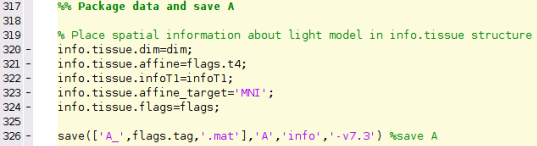 317 %% Package data and save A
318
319 % Place spatial information about light model in info.tissue structure
320 - info.tissue.dim=dim;
321 - info.tissue.affine=flags.t4;
322 - info.tissue.infoT1=infoT1;
323 - info.tissue.affine_target='MNI';
324 - info.tissue.flags=flags;
325
326 - save(['A_',flags.tag,'.mat'],'A','info','-v7.3') %save A